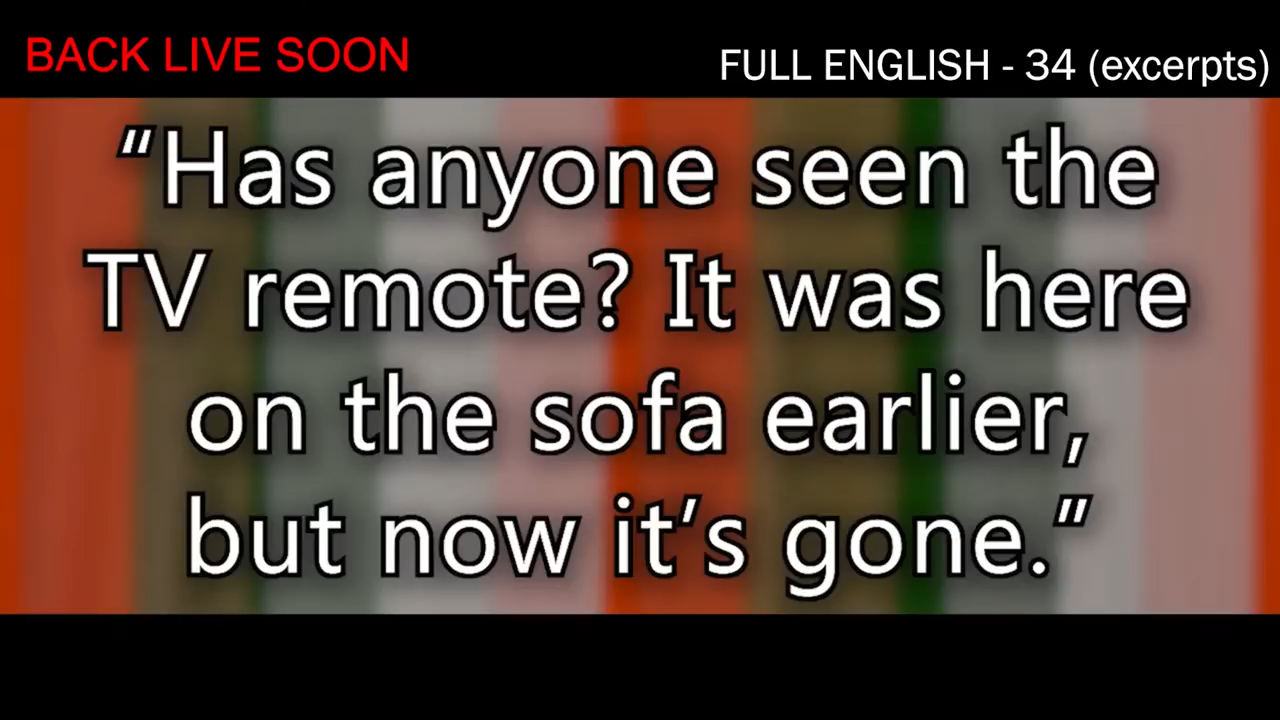 BACK LIVE SOON
FULL ENGLISH - 34 (excerpts)
“Has anyone seen the
TV remote? It was here
on the sofa earlier,
but now it’s gone.”